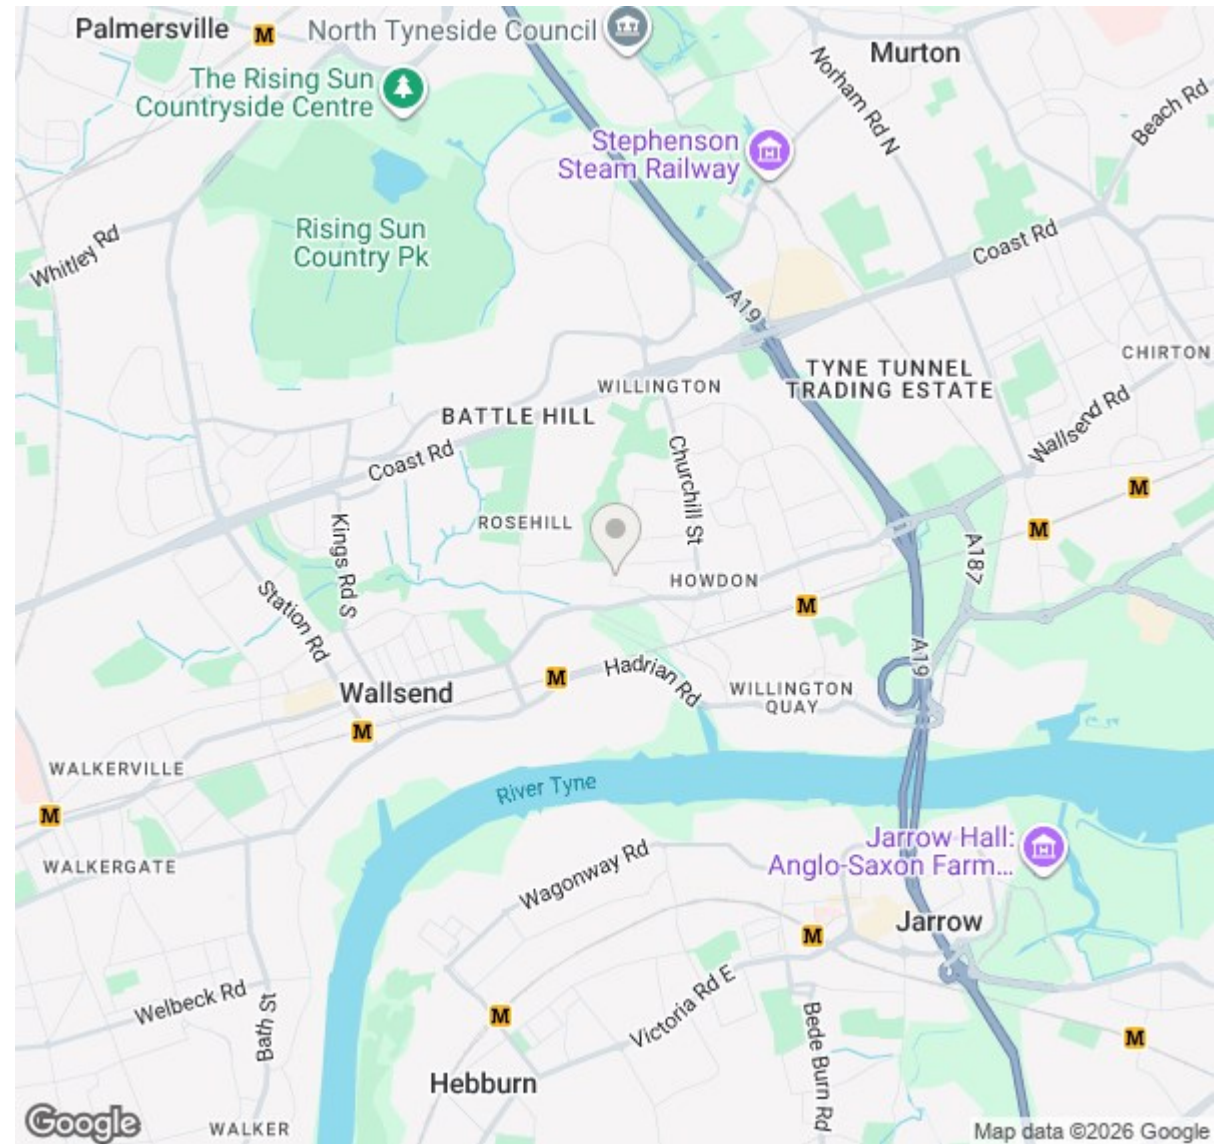 Palmersville
M
North Tyneside Council
Murton
The Rising Sun
Countryside Centre
Norham Rd N
Beach Rd
Stephenson
Steam Railway
Whitley Rd
Rising Sun
Country Pk
Coast Rd
A19
CHIRTON
TYNE TUNNEL
TRADING ESTATE
WILLINGTON
BATTLE HILL
Wallsend Rd
Coast Rd
Churchill St
M
ROSEHILL
Kings Rd S
M
A187
HOWDON
Station Rd
M
A19
Hadrian Rd
M
Wallsend
WILLINGTON
QUAY
M
WALKERVILLE
River Tyne
M
Jarrow Hall:
Anglo-Saxon Farm...
WALKERGATE
Wagonway Rd
Jarrow
M
Welbeck Rd
Bath St
M
Victoria Rd E
Bede Burn Rd
M
Hebburn
Google
WALKER
Map data ©2026 Google